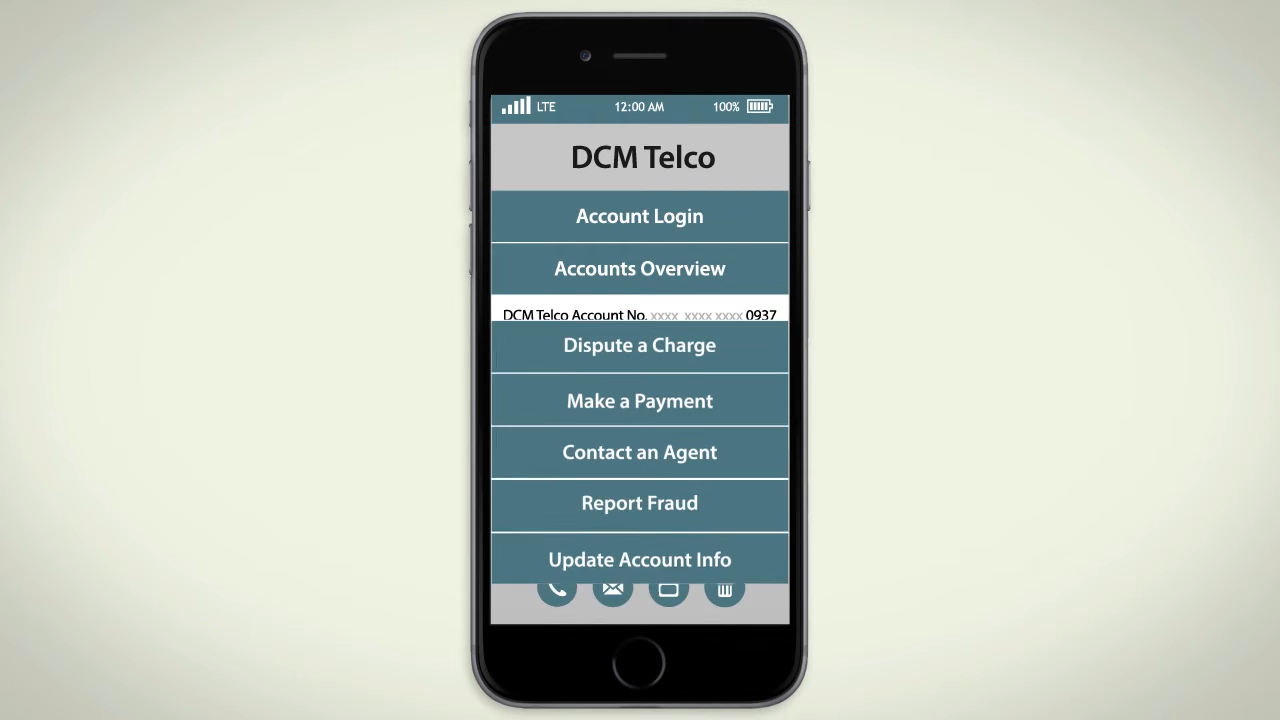 LTE 12:00 AM 100%
DCM Telco
Account Login
Accounts Overview
DCM Telco Account No. xxxx xxxx xxxx 0937
Dispute a Charge
Make a Payment
Contact an Agent
Report Fraud
Update Account Info